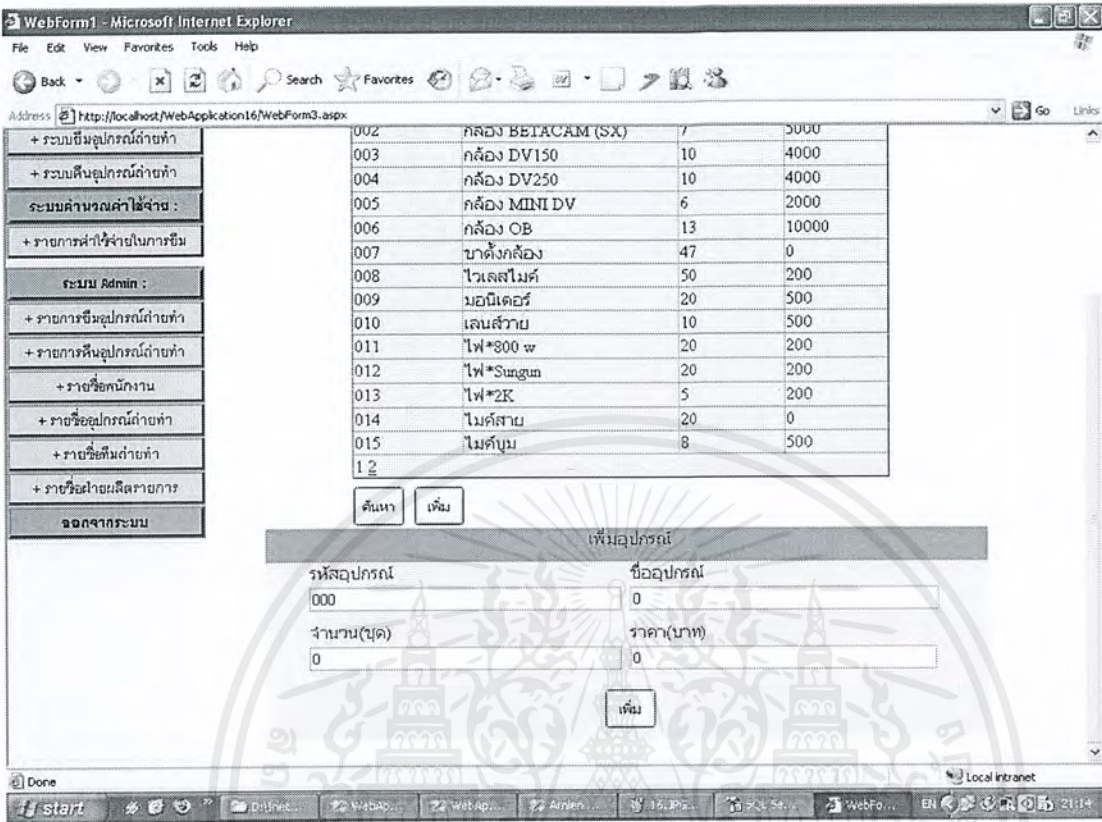 WebForm1 - Microsoft Internet Explorer
File Edit View Favorites Tools Help
Back Search Favorites
Address http://localhost/WebApplication16/WebForm3.aspx Go Links
+ ระบบยืมอุปกรณ์ถ่ายทำ
+ ระบบคืนอุปกรณ์ถ่ายทำ
ระบบคำนวณค่าใช้จ่าย :
+ รายการค่าใช้จ่ายในการยืม
ระบบ Admin :
+ รายการยืมอุปกรณ์ถ่ายทำ
+ รายการคืนอุปกรณ์ถ่ายทำ
+ รายชื่อพนักงาน
+ รายชื่ออุปกรณ์ถ่ายทำ
+ รายชื่อทีมถ่ายทำ
+ รายชื่อฝ่ายผลิตรายการ
ออกจากระบบ
002 กล้อง BETACAM (SX) 7 5000
003 กล้อง DV150 10 4000
004 กล้อง DV250 10 4000
005 กล้อง MINI DV 6 2000
006 กล้อง OB 13 10000
007 ขาตั้งกล้อง 47 0
008 ไวเลสไมค์ 50 200
009 มอนิเตอร์ 20 500
010 เลนส์วาย 10 500
011 ไฟ*800 w 20 200
012 ไฟ*Sungun 20 200
013 ไฟ*2K 5 200
014 ไมค์สาย 20 0
015 ไมค์บูม 8 500
1 2
ค้นหา เพิ่ม
เพิ่มอุปกรณ์
รหัสอุปกรณ์ ชื่ออุปกรณ์
000 0
จำนวน(ชุด) ราคา(บาท)
0 0
เพิ่ม
Done Local intranet
start WebAp... WebAp... 16.JPG... SQL Se... WebFo... EN 21:14